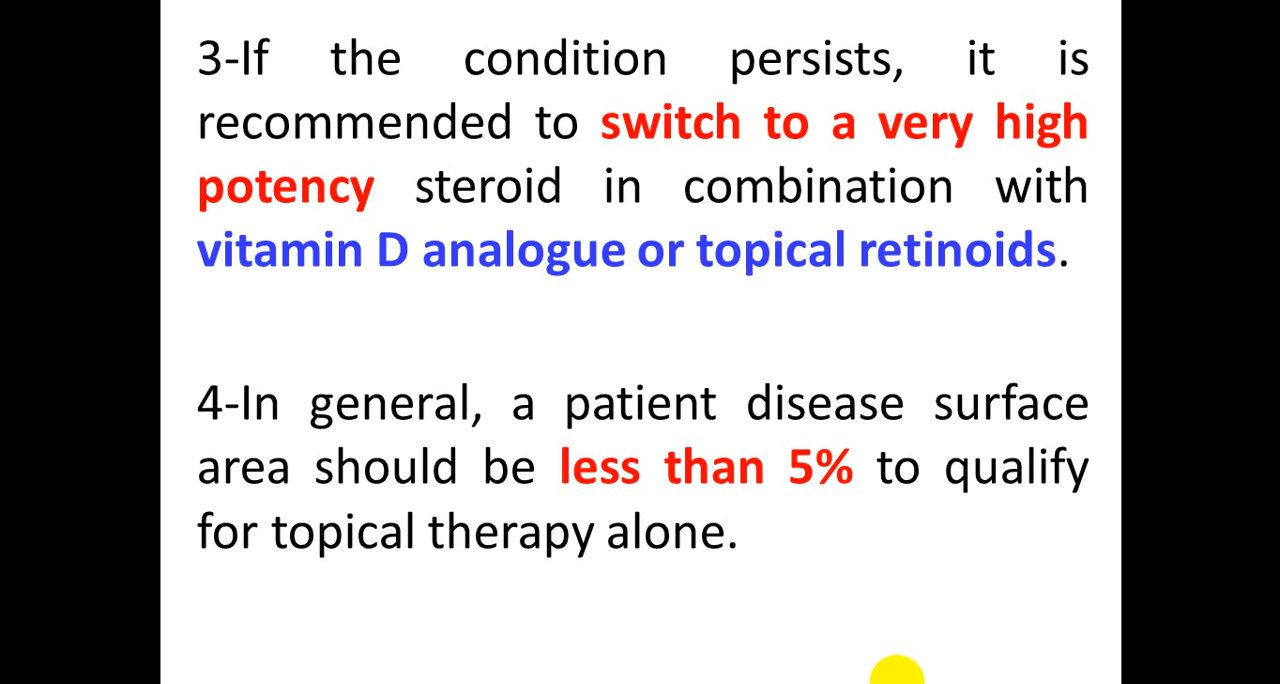 3-If the condition persists, it is
recommended to switch to a very high
potency steroid in combination with
vitamin D analogue or topical retinoids.
4-In general, a patient disease surface
area should be less than 5% to qualify
for topical therapy alone.